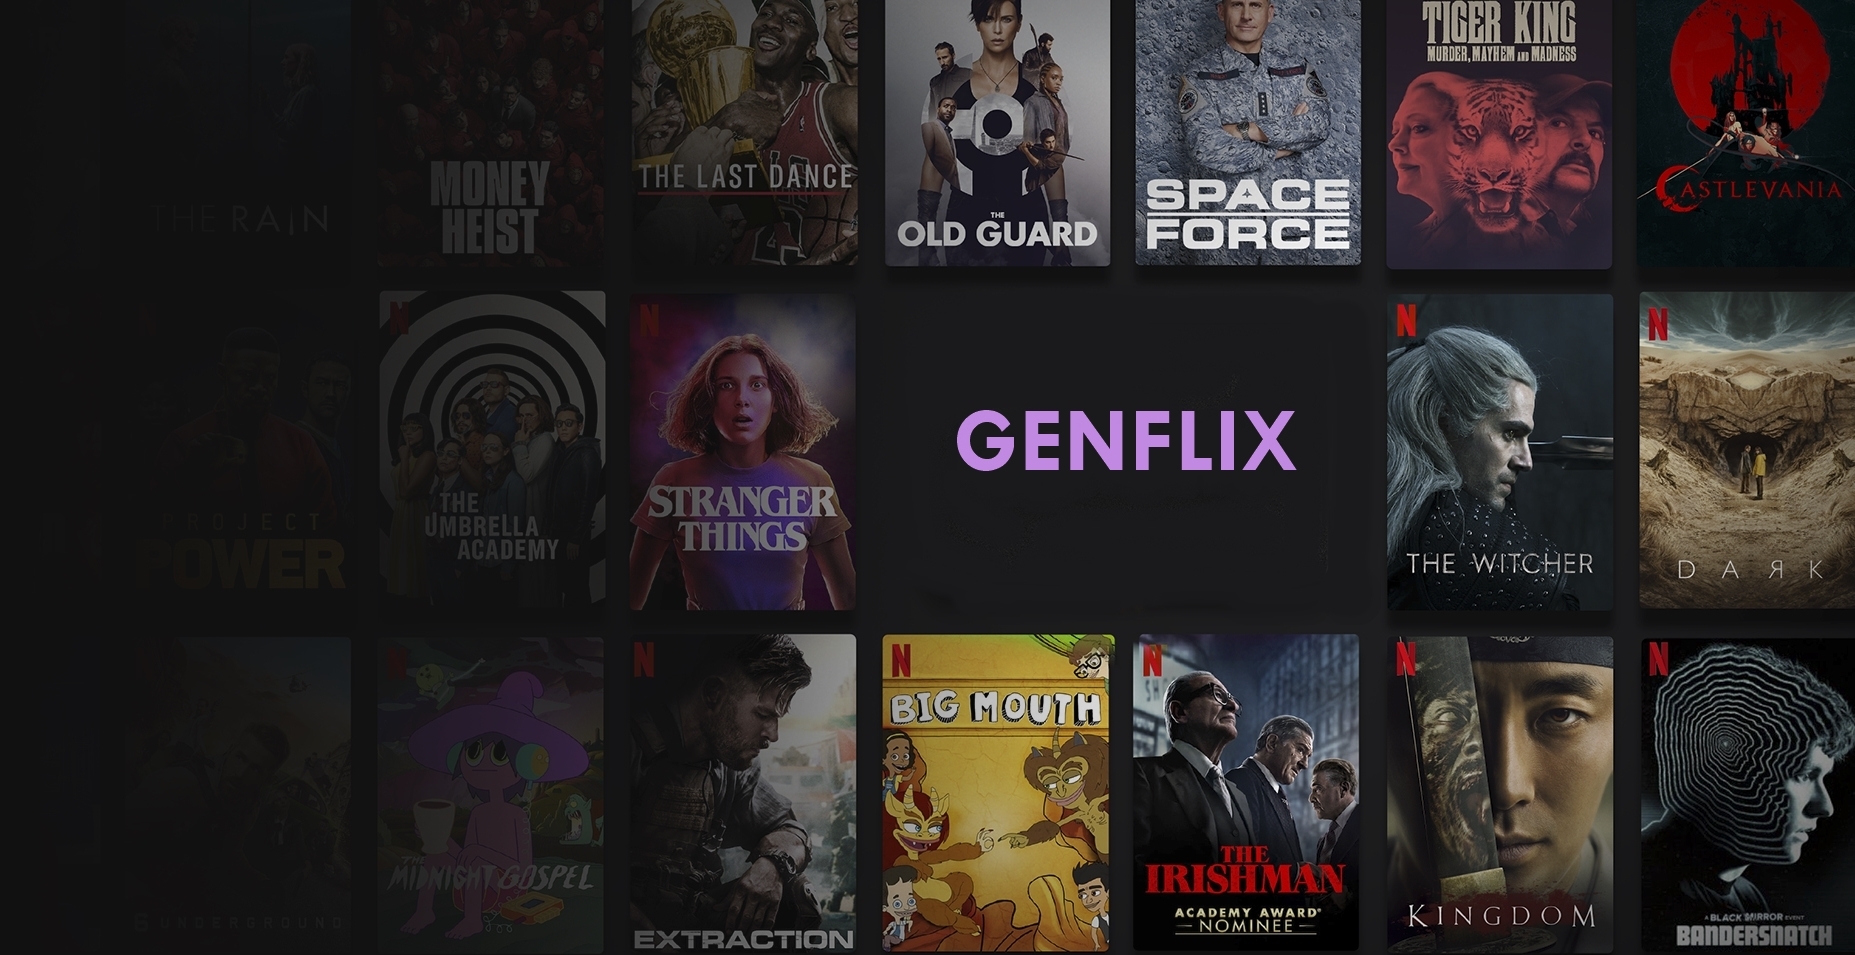 THE RAIN
MONEY
HEIST
THE LAST DANCE
THE
OLD GUARD
SPACE
FORCE
TIGER KING
MURDER, MAYHEM AND MADNESS
CASTLEVANIA
PROJECT
POWER
N
THE
UMBRELLA
ACADEMY
N
STRANGER
THINGS
GENFLIX
N
THE WITCHER
N
DARK
6 UNDERGROUND
N
THE
MIDNIGHT GOSPEL
N
EXTRACTION
N
BIG MOUTH
N
THE
IRISHMAN
ACADEMY AWARD®
NOMINEE
N
KINGDOM
N
A BLACK MIRROR EVENT
BANDERSNATCH